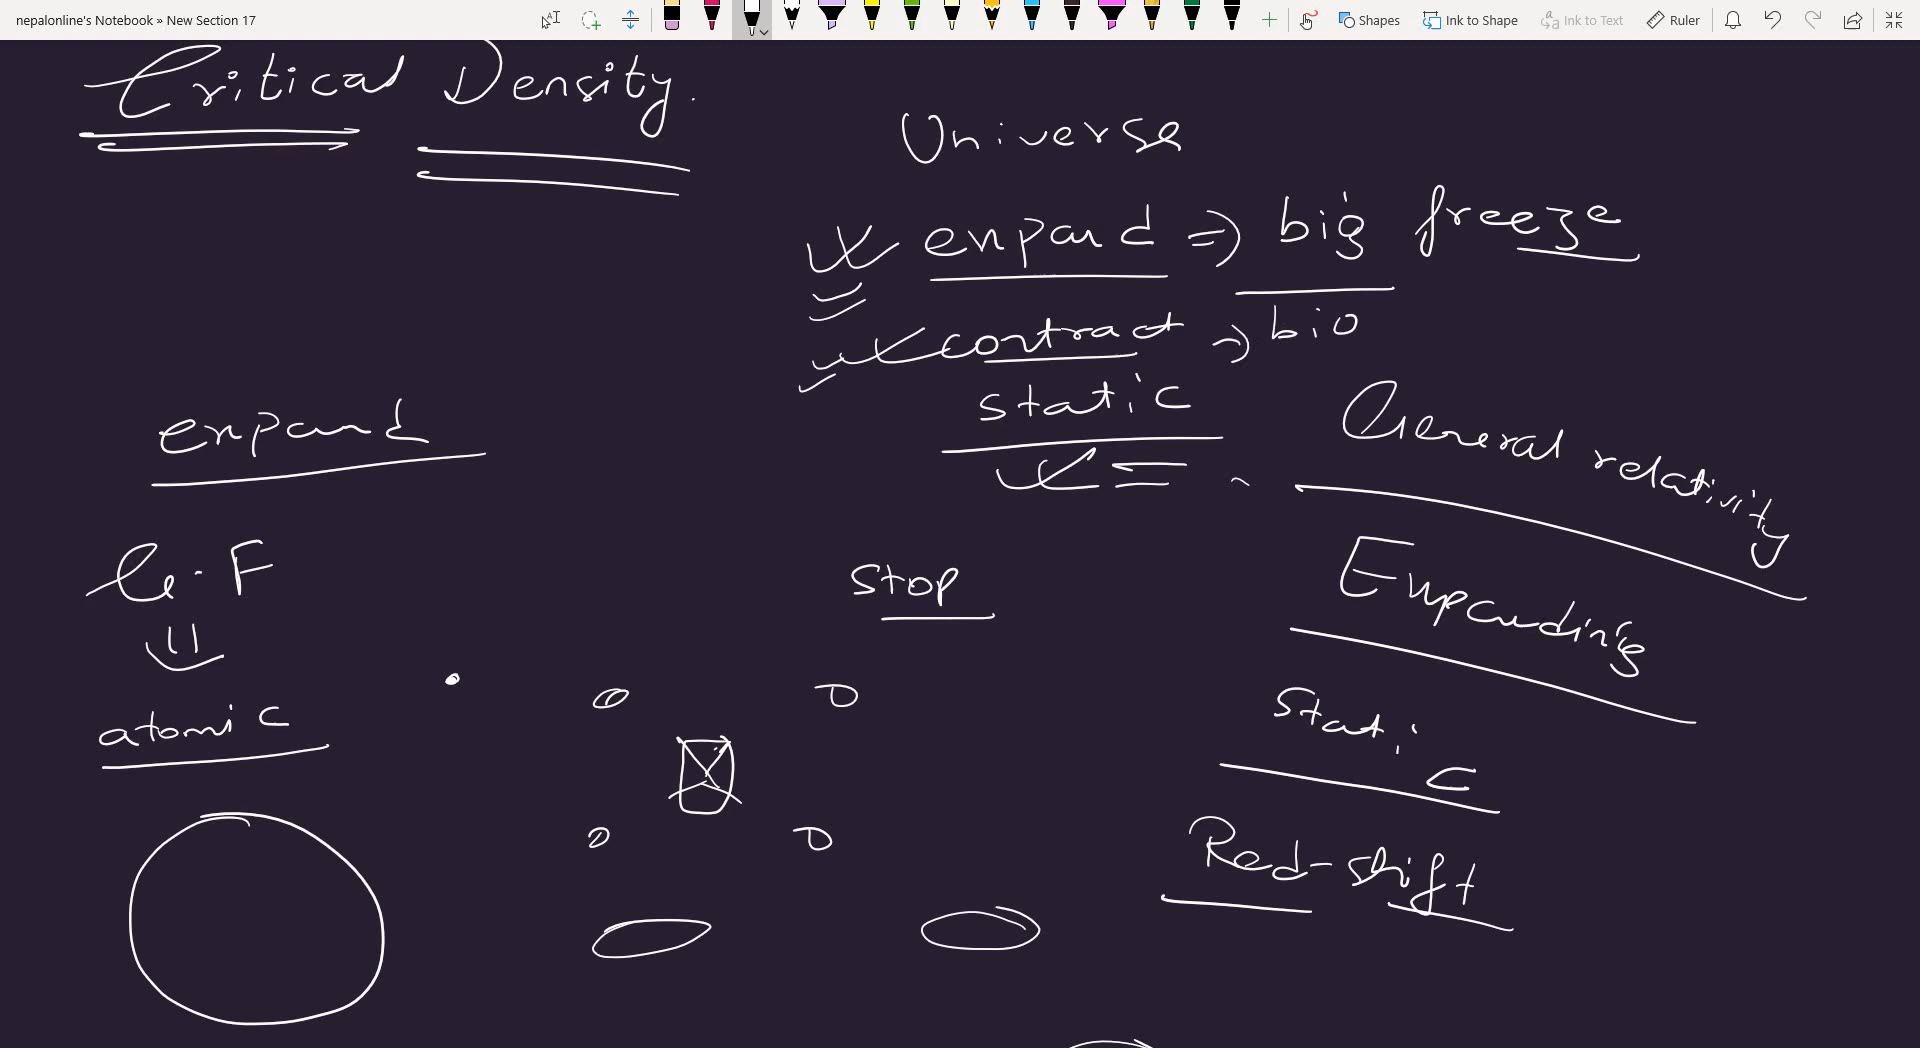 nepalonline's Notebook » New Section 17
Shapes
Ink to Shape
Ink to Text
Ruler
Critical Density.
Universe
expand => big freeze
contract => big
static
General relativity
expand
G.F
stop
Expanding
atomic
Static
Red-shift